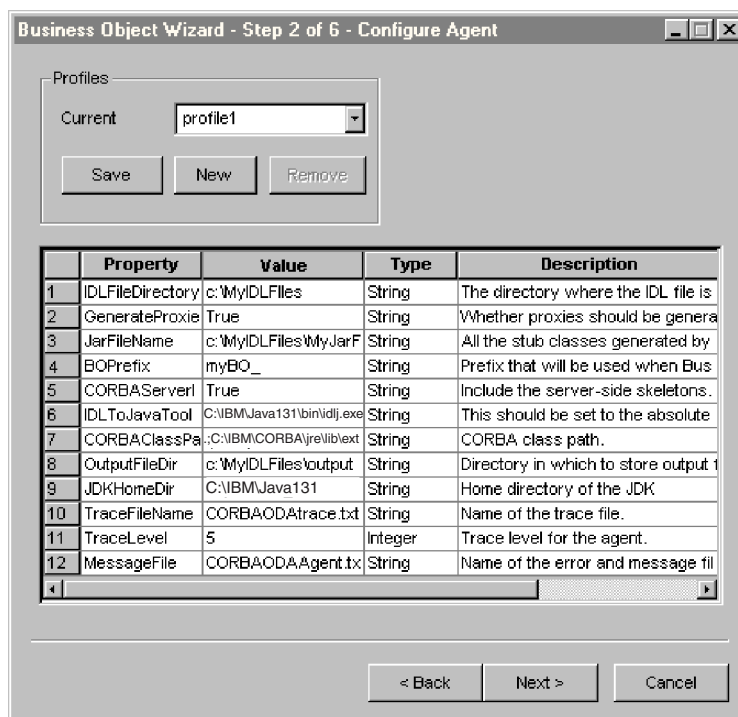 Business Object Wizard - Step 2 of 6 - Configure Agent
Profiles
Current profile1
Save New Remove
Property Value Type Description
1 IDLFileDirectory c:\MyIDLFIles String The directory where the IDL file is
2 GenerateProxie True String Whether proxies should be genera
3 JarFileName c:\MyIDLFiles\MyJarF String All the stub classes generated by
4 BOPrefix myBO_ String Prefix that will be used when Bus
5 CORBAServerI True String Include the server-side skeletons.
6 IDLToJavaTool C:\IBM\Java131\bin\idlj.exe String This should be set to the absolute
7 CORBAClassPa .;C:\IBM\CORBA\jre\lib\ext String CORBA class path.
8 OutputFileDir c:\MyIDLFiles\output String Directory in which to store output f
9 JDKHomeDir C:\IBM\Java131 String Home directory of the JDK
10 TraceFileName CORBAODAtrace.txt String Name of the trace file.
11 TraceLevel 5 Integer Trace level for the agent.
12 MessageFile CORBAODAAgent.tx String Name of the error and message fil
< Back Next > Cancel